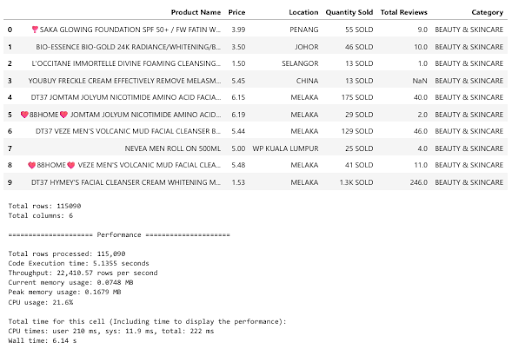 Product Name Price Location Quantity Sold Total Reviews Category
0 🌹SAKA GLOWING FOUNDATION SPF 50+ / FW FATIN W... 3.99 PENANG 55 SOLD 9.0 BEAUTY & SKINCARE
1 BIO-ESSENCE BIO-GOLD 24K RADIANCE/WHITENING/B... 3.50 JOHOR 46 SOLD 10.0 BEAUTY & SKINCARE
2 L'OCCITANE IMMORTELLE DIVINE FOAMING CLEANSING... 1.50 SELANGOR 13 SOLD 1.0 BEAUTY & SKINCARE
3 YOUBUY FRECKLE CREAM EFFECTIVELY REMOVE MELASM... 5.45 CHINA 13 SOLD NaN BEAUTY & SKINCARE
4 DT37 JOMTAM JOLYUM NICOTIMIDE AMINO ACID FACIA... 6.15 MELAKA 175 SOLD 40.0 BEAUTY & SKINCARE
5 ❤️88HOME❤️ JOMTAM JOLYUM NICOTIMIDE AMINO ACID... 6.19 MELAKA 29 SOLD 2.0 BEAUTY & SKINCARE
6 DT37 VEZE MEN'S VOLCANIC MUD FACIAL CLEANSER B... 5.44 MELAKA 129 SOLD 46.0 BEAUTY & SKINCARE
7 NEVEA MEN ROLL ON 500ML 5.00 WP KUALA LUMPUR 25 SOLD 4.0 BEAUTY & SKINCARE
8 ❤️88HOME❤️ VEZE MEN'S VOLCANIC MUD FACIAL CLEA... 5.48 MELAKA 41 SOLD 11.0 BEAUTY & SKINCARE
9 DT37 HYMEY'S FACIAL CLEANSER CREAM WHITENING M... 1.53 MELAKA 1.3K SOLD 246.0 BEAUTY & SKINCARE
Total rows: 115090
Total columns: 6
===================== Performance =====================
Total rows processed: 115,090
Code Execution time: 5.1355 seconds
Throughput: 22,410.57 rows per second
Current memory usage: 0.0748 MB
Peak memory usage: 0.1679 MB
CPU usage: 21.6%
Total time for this cell (Including time to display the performance):
CPU times: user 210 ms, sys: 11.9 ms, total: 222 ms
Wall time: 6.14 s